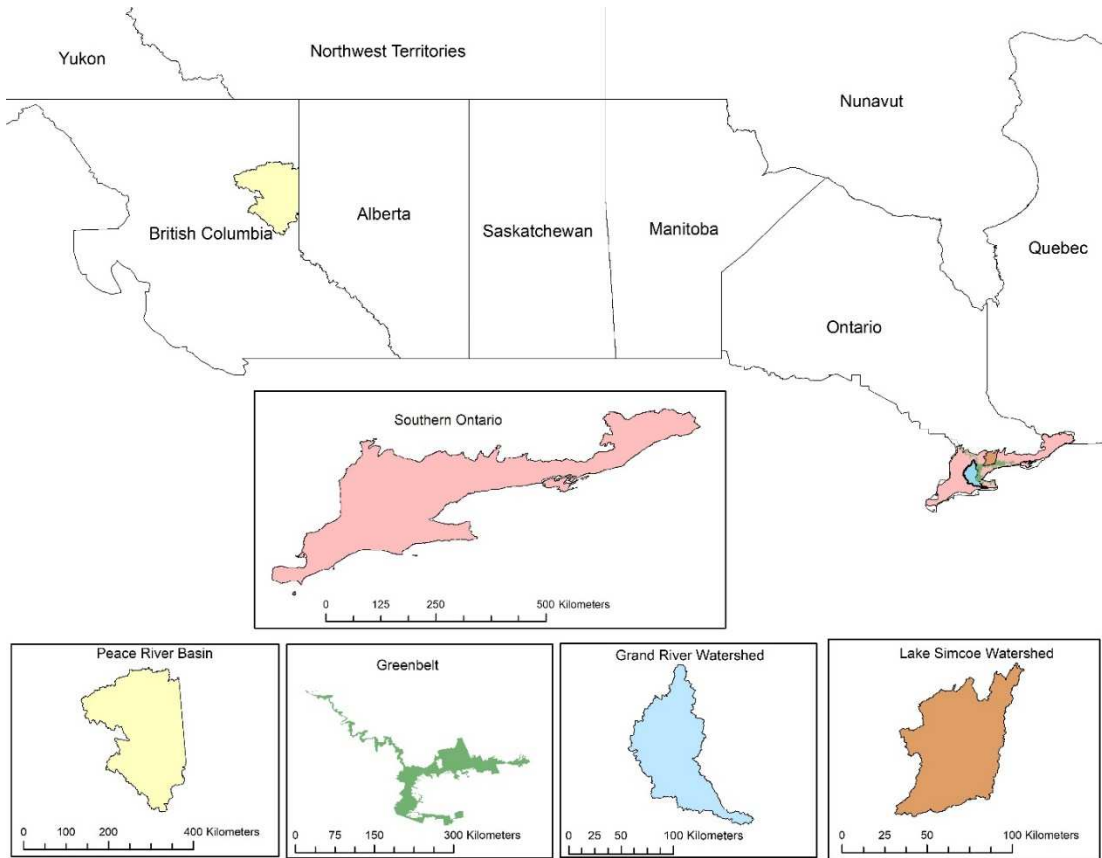 Yukon
Northwest Territories
Nunavut
British Columbia
Alberta
Saskatchewan
Manitoba
Quebec
Ontario
Southern Ontario
0 125 250 500 Kilometers
Peace River Basin
0 100 200 400 Kilometers
Greenbelt
0 75 150 300 Kilometers
Grand River Watershed
0 25 50 100 Kilometers
Lake Simcoe Watershed
0 25 50 100 Kilometers